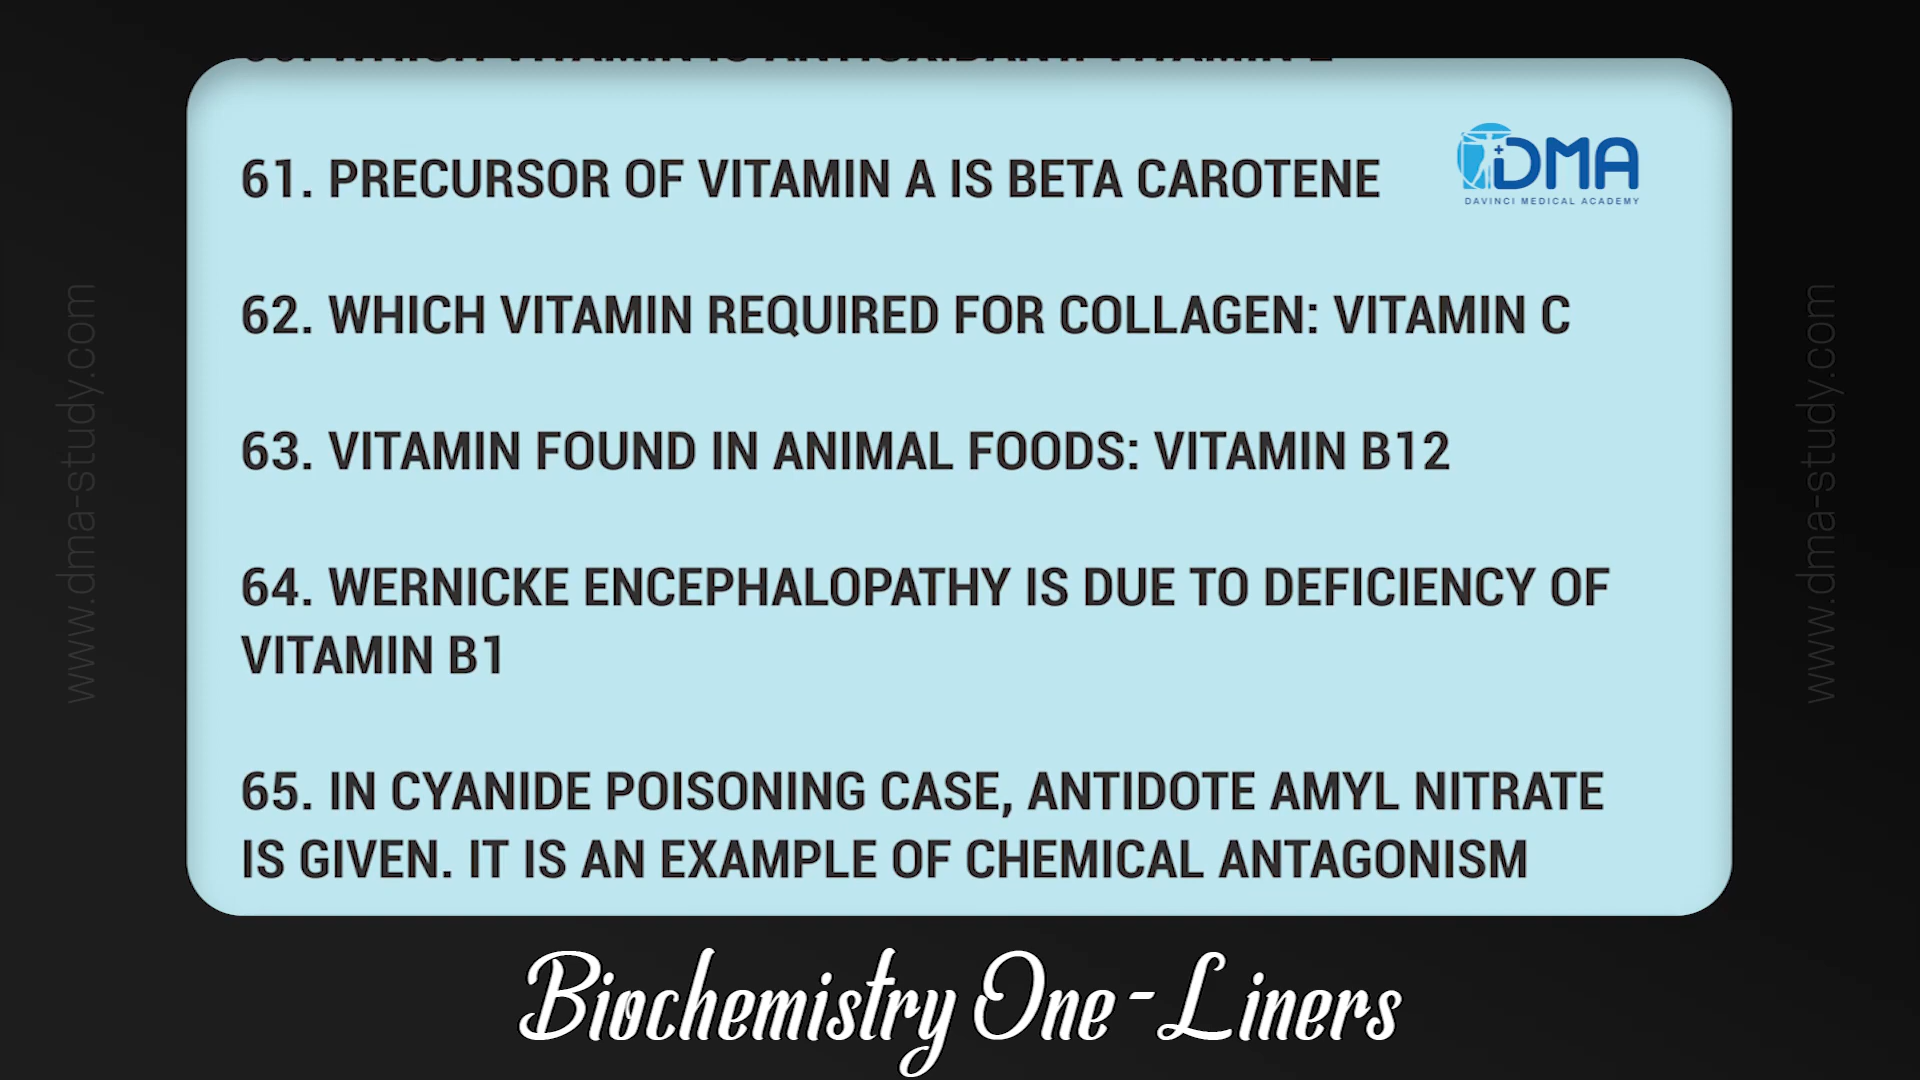 61. PRECURSOR OF VITAMIN A IS BETA CAROTENE
DMA
DAVINCI MEDICAL ACADEMY
62. WHICH VITAMIN REQUIRED FOR COLLAGEN: VITAMIN C
63. VITAMIN FOUND IN ANIMAL FOODS: VITAMIN B12
64. WERNICKE ENCEPHALOPATHY IS DUE TO DEFICIENCY OF
VITAMIN B1
65. IN CYANIDE POISONING CASE, ANTIDOTE AMYL NITRATE
IS GIVEN. IT IS AN EXAMPLE OF CHEMICAL ANTAGONISM
Biochemistry One-Liners
www.dma-study.com
www.dma-study.com